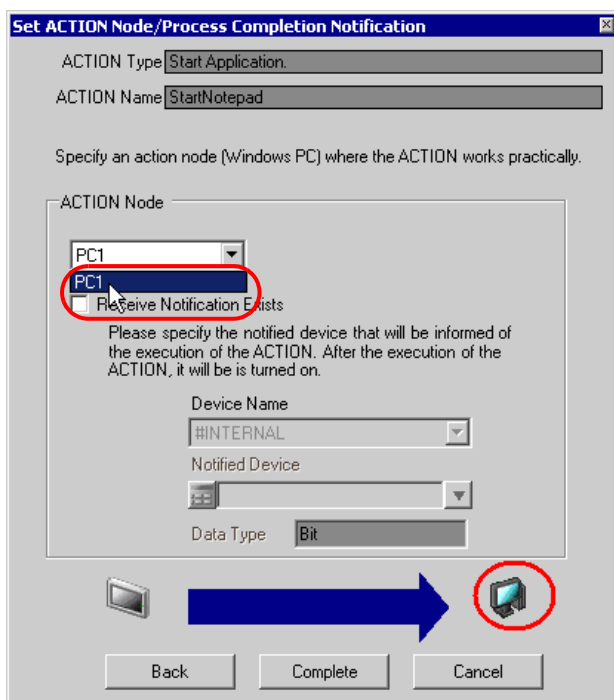 Set ACTION Node/Process Completion Notification
ACTION Type Start Application.
ACTION Name StartNotepad
Specify an action node (Windows PC) where the ACTION works practically.
ACTION Node
PC1
PC1
Receive Notification Exists
Please specify the notified device that will be informed of
the execution of the ACTION. After the execution of the
ACTION, it will be is turned on.
Device Name
#INTERNAL
Notified Device
Data Type Bit
Back Complete Cancel